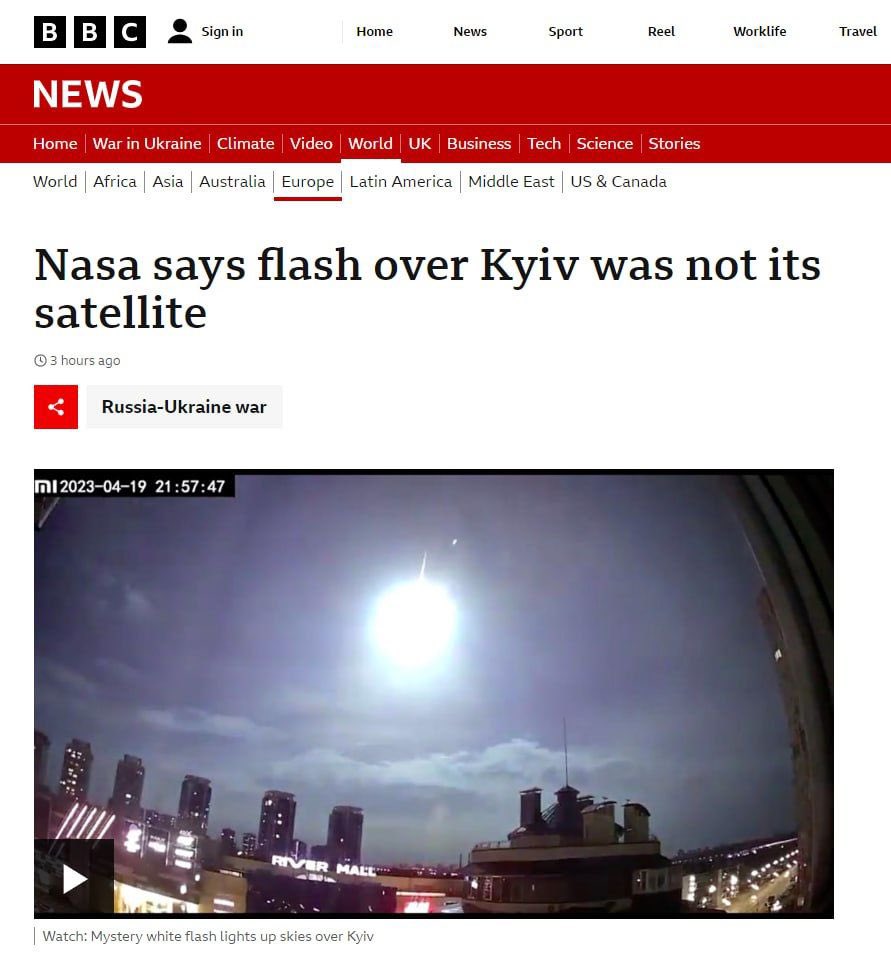 BBC Sign in Home News Sport Reel Worklife Travel
NEWS
Home War in Ukraine Climate Video World UK Business Tech Science Stories
World Africa Asia Australia Europe Latin America Middle East US & Canada
Nasa says flash over Kyiv was not its
satellite
3 hours ago
Russia-Ukraine war
mi 2023-04-19 21:57:47
RIVER MALL
Watch: Mystery white flash lights up skies over Kyiv